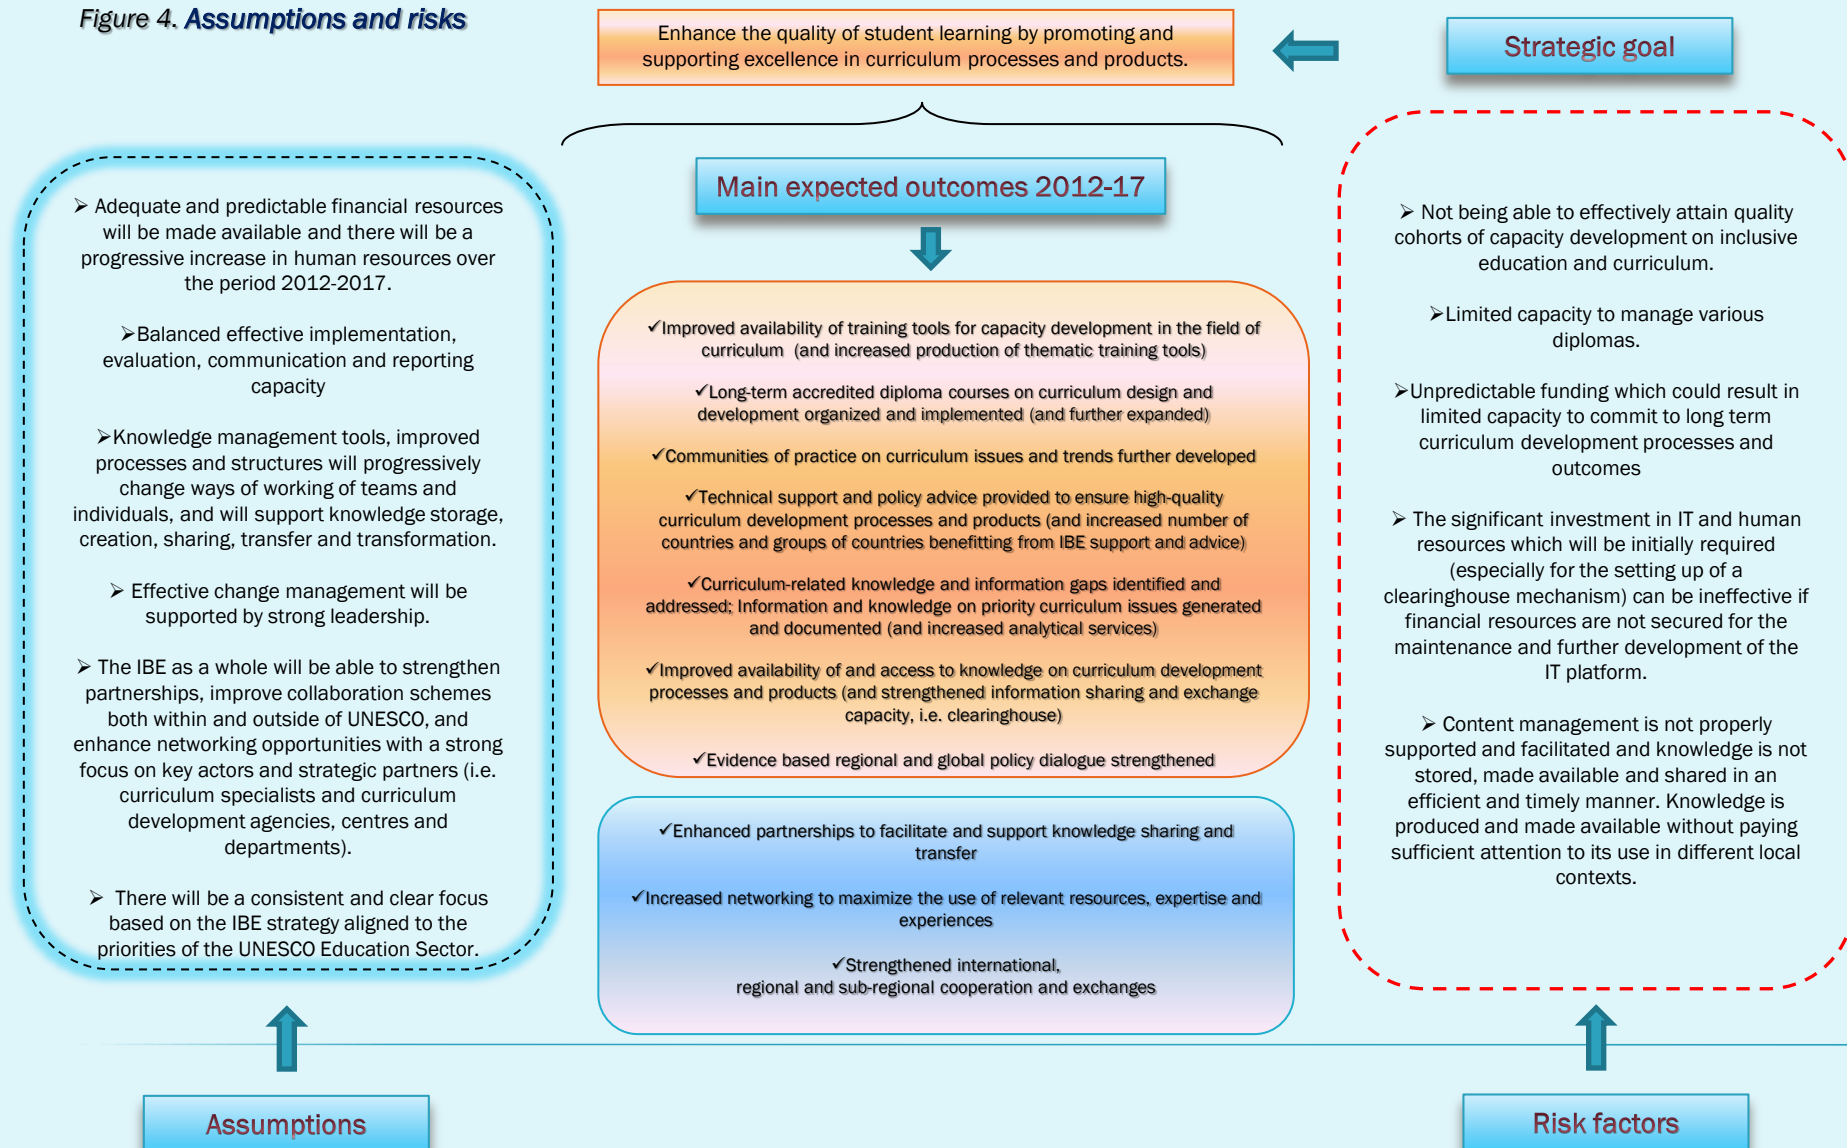 Figure 4. Assumptions and risks
Enhance the quality of student learning by promoting and
supporting excellence in curriculum processes and products.
Strategic goal
Main expected outcomes 2012-17
➢ Adequate and predictable financial resources
will be made available and there will be a
progressive increase in human resources over
the period 2012-2017.
➢Balanced effective implementation,
evaluation, communication and reporting
capacity
➢Knowledge management tools, improved
processes and structures will progressively
change ways of working of teams and
individuals, and will support knowledge storage,
creation, sharing, transfer and transformation.
➢ Effective change management will be
supported by strong leadership.
➢ The IBE as a whole will be able to strengthen
partnerships, improve collaboration schemes
both within and outside of UNESCO, and
enhance networking opportunities with a strong
focus on key actors and strategic partners (i.e.
curriculum specialists and curriculum
development agencies, centres and
departments).
➢ There will be a consistent and clear focus
based on the IBE strategy aligned to the
priorities of the UNESCO Education Sector.
Assumptions
✓Improved availability of training tools for capacity development in the field of
curriculum (and increased production of thematic training tools)
✓Long-term accredited diploma courses on curriculum design and
development organized and implemented (and further expanded)
✓Communities of practice on curriculum issues and trends further developed
✓Technical support and policy advice provided to ensure high-quality
curriculum development processes and products (and increased number of
countries and groups of countries benefitting from IBE support and advice)
✓Curriculum-related knowledge and information gaps identified and
addressed; Information and knowledge on priority curriculum issues generated
and documented (and increased analytical services)
✓Improved availability of and access to knowledge on curriculum development
processes and products (and strengthened information sharing and exchange
capacity, i.e. clearinghouse)
✓Evidence based regional and global policy dialogue strengthened
✓Enhanced partnerships to facilitate and support knowledge sharing and
transfer
✓Increased networking to maximize the use of relevant resources, expertise and
experiences
✓Strengthened international,
regional and sub-regional cooperation and exchanges
➢ Not being able to effectively attain quality
cohorts of capacity development on inclusive
education and curriculum.
➢Limited capacity to manage various
diplomas.
➢Unpredictable funding which could result in
limited capacity to commit to long term
curriculum development processes and
outcomes
➢ The significant investment in IT and human
resources which will be initially required
(especially for the setting up of a
clearinghouse mechanism) can be ineffective if
financial resources are not secured for the
maintenance and further development of the
IT platform.
➢ Content management is not properly
supported and facilitated and knowledge is not
stored, made available and shared in an
efficient and timely manner. Knowledge is
produced and made available without paying
sufficient attention to its use in different local
contexts.
Risk factors